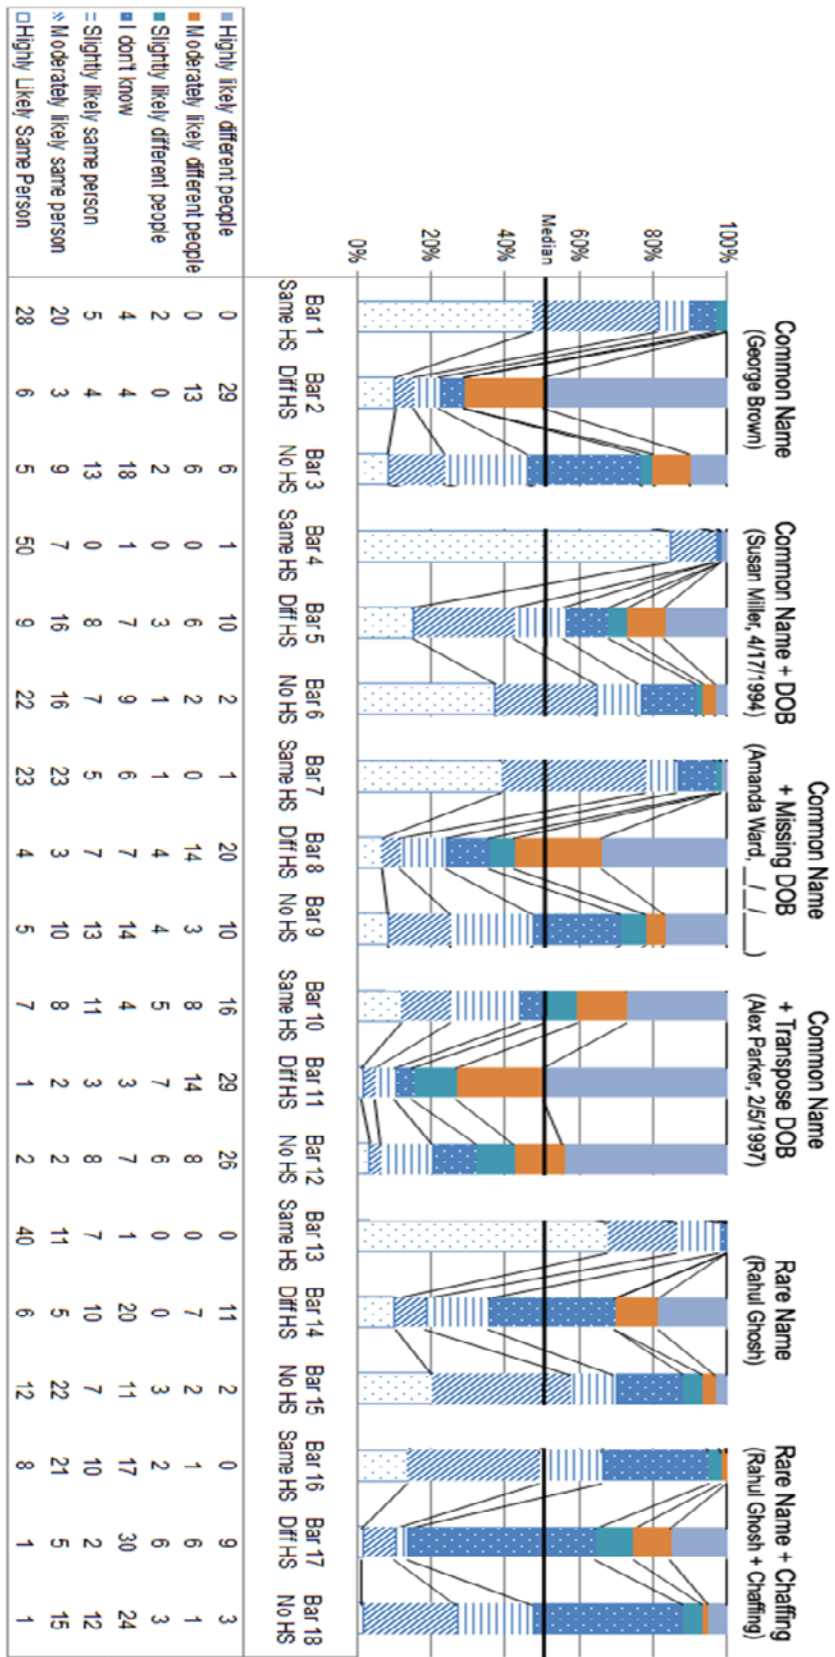 Common Name
(George Brown)
Common Name + DOB
(Susan Miller, 4/17/1994)
Common Name
+ Missing DOB
(Amanda Ward, __/__/____)
Common Name
+ Transpose DOB
(Alex Parker, 2/5/1997)
Rare Name
(Rahul Ghosh)
Rare Name + Chaffing
(Rahul Ghosh + Chaffing)
100%
80%
60%
Median
40%
20%
0%
Bar 1 Bar 2 Bar 3 Bar 4 Bar 5 Bar 6 Bar 7 Bar 8 Bar 9 Bar 10 Bar 11 Bar 12 Bar 13 Bar 14 Bar 15 Bar 16 Bar 17 Bar 18
Same HS Diff HS No HS Same HS Diff HS No HS Same HS Diff HS No HS Same HS Diff HS No HS Same HS Diff HS No HS Same HS Diff HS No HS
Highly likely different people 0 29 6 1 10 2 1 20 10 16 29 26 0 11 2 0 9 3
Moderately likely different people 0 13 6 0 6 2 0 14 3 8 14 8 0 7 2 1 6 1
Slightly likely different people 2 0 2 0 3 1 1 4 4 5 7 6 0 0 3 2 6 3
I don't know 4 4 18 1 7 9 6 7 14 4 3 7 1 20 11 17 30 24
Slightly likely same person 5 4 13 0 8 7 5 7 13 11 3 8 7 10 7 10 2 12
Moderately likely same person 20 3 9 7 16 16 23 3 10 8 2 2 11 5 22 21 5 15
Highly Likely Same Person 28 6 5 50 9 22 23 4 5 7 1 2 40 6 12 8 1 1